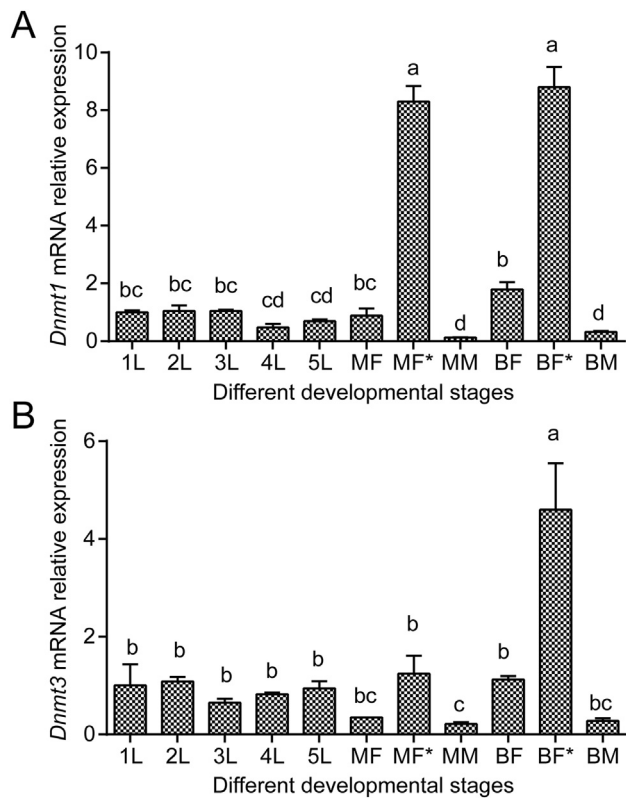 A
Dnmt1 mRNA relative expression
10
8
6
4
2
0
bc bc bc cd cd bc a d b a d
1L 2L 3L 4L 5L MF MF* MM BF BF* BM
Different developmental stages
B
Dnmt3 mRNA relative expression
6
4
2
0
b b b b b bc b c b a bc
1L 2L 3L 4L 5L MF MF* MM BF BF* BM
Different developmental stages